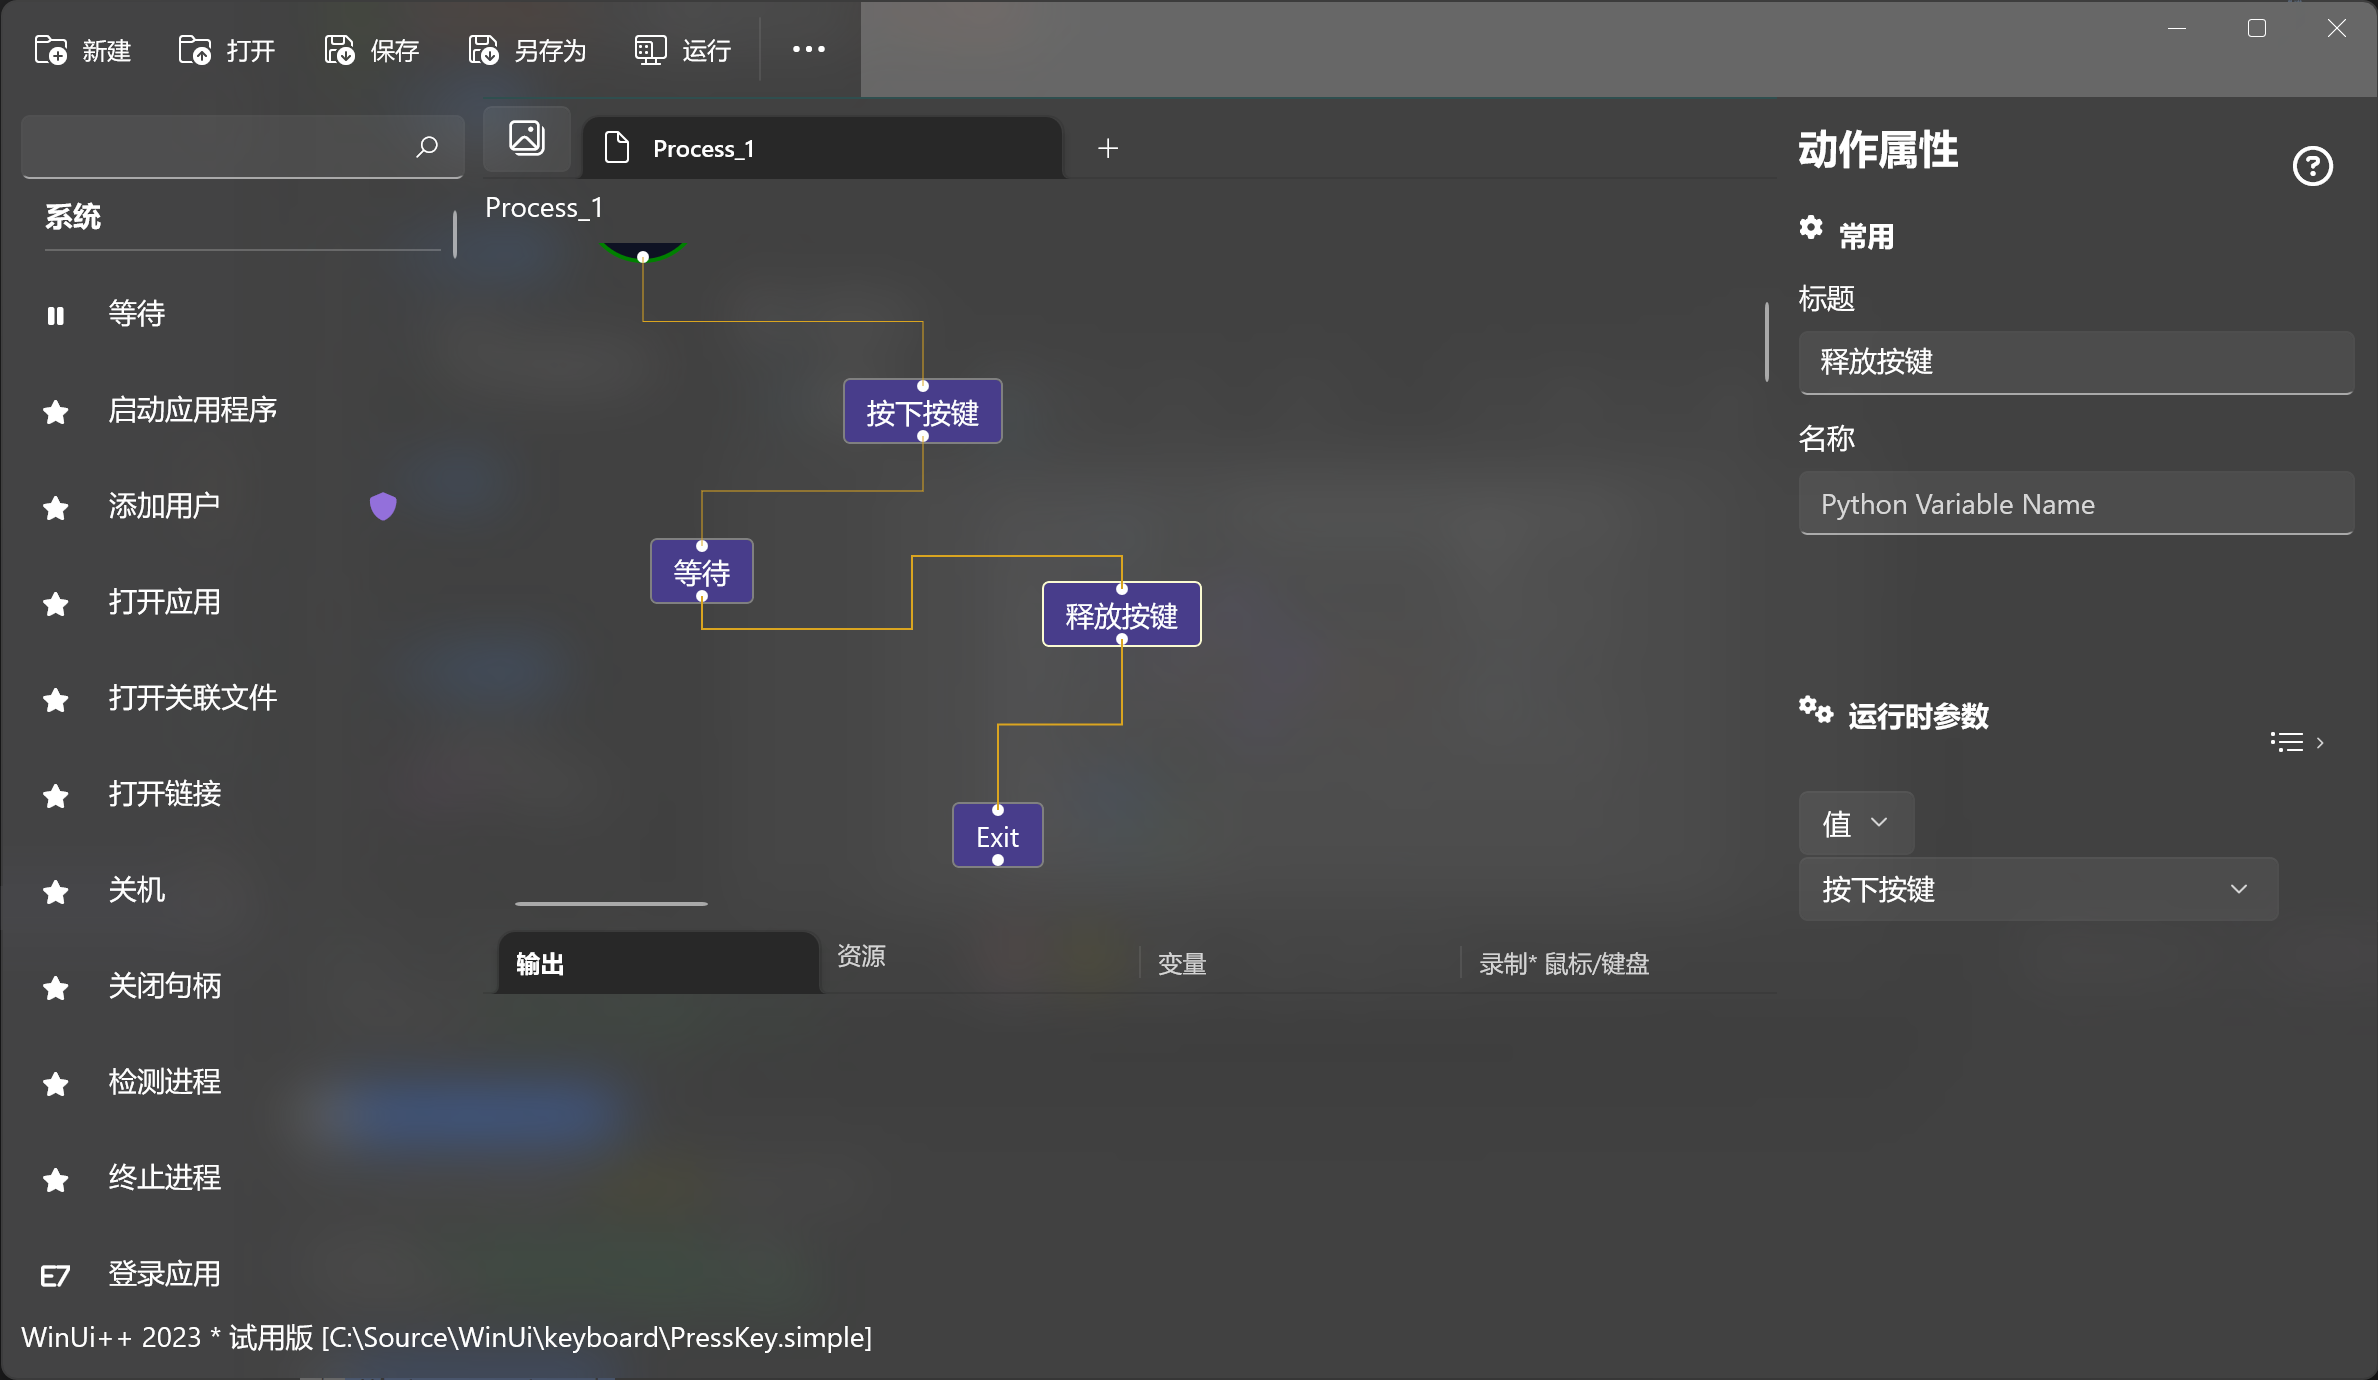 新建
打开
保存
另存为
运行
系统
等待
启动应用程序
添加用户
打开应用
打开关联文件
打开链接
关机
关闭句柄
检测进程
终止进程
E7 登录应用
Process_1
Process_1
按下按键
等待
释放按键
Exit
输出
资源
变量
录制* 鼠标/键盘
动作属性
常用
标题
释放按键
名称
Python Variable Name
运行时参数
值
按下按键
WinUi++ 2023 * 试用版 [C:\Source\WinUi\keyboard\PressKey.simple]